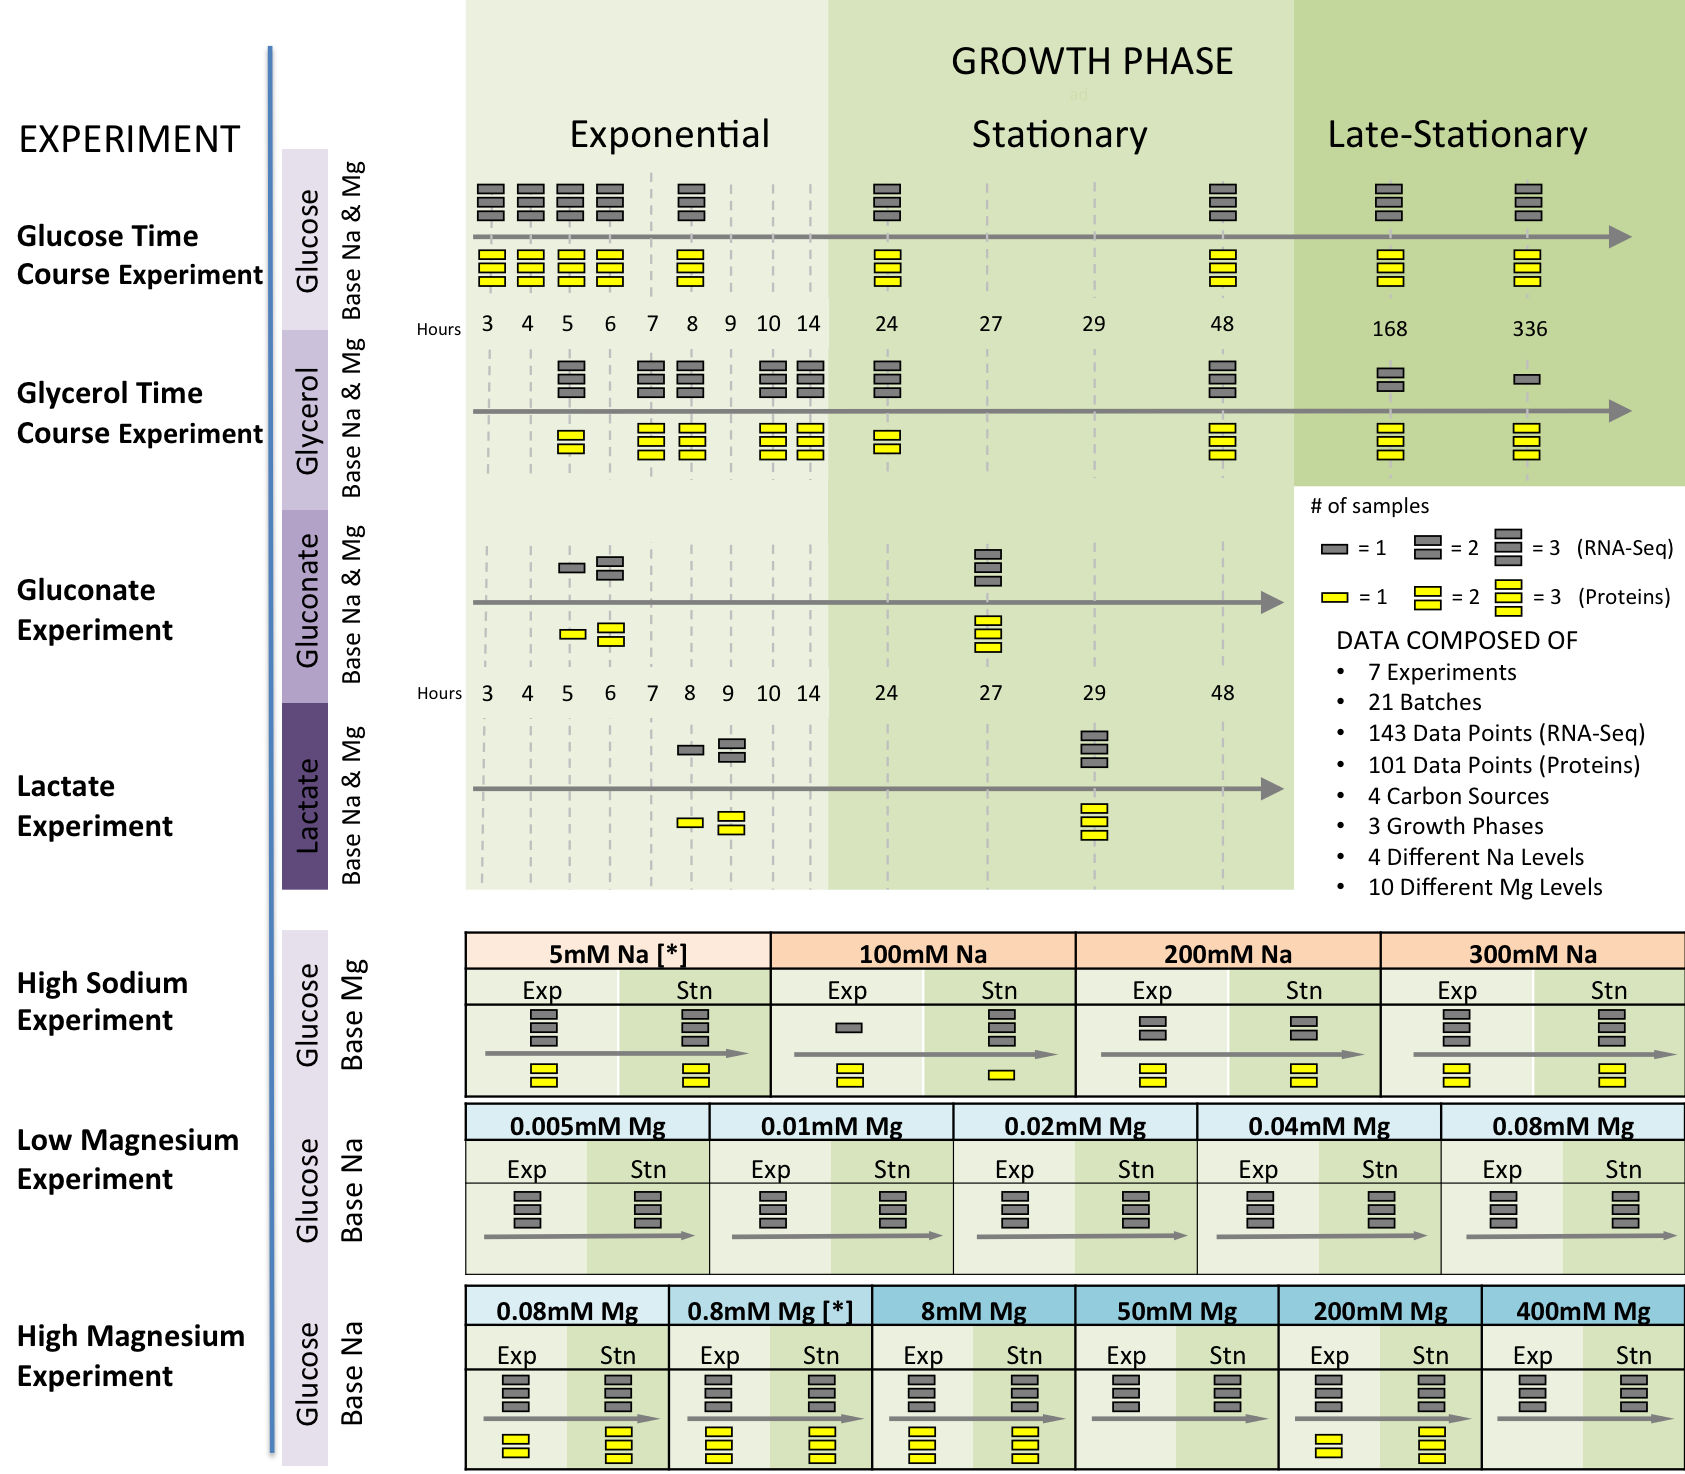 GROWTH PHASE
ad
EXPERIMENT
Exponential
Stationary
Late-Stationary
Glucose Time
Course Experiment
Glucose
Base Na & Mg
Hours 3 4 5 6 7 8 9 10 14 24 27 29 48 168 336
Glycerol Time
Course Experiment
Glycerol
Base Na & Mg
Gluconate
Experiment
Gluconate
Base Na & Mg
# of samples
= 1 = 2 = 3 (RNA-Seq)
= 1 = 2 = 3 (Proteins)
DATA COMPOSED OF
• 7 Experiments
• 21 Batches
• 143 Data Points (RNA-Seq)
• 101 Data Points (Proteins)
• 4 Carbon Sources
• 3 Growth Phases
• 4 Different Na Levels
• 10 Different Mg Levels
Hours 3 4 5 6 7 8 9 10 14 24 27 29 48
Lactate
Experiment
Lactate
Base Na & Mg
High Sodium
Experiment
Glucose
Base Mg
5mM Na [*] 100mM Na 200mM Na 300mM Na
Exp Stn Exp Stn Exp Stn Exp Stn
Low Magnesium
Experiment
Glucose
Base Na
0.005mM Mg 0.01mM Mg 0.02mM Mg 0.04mM Mg 0.08mM Mg
Exp Stn Exp Stn Exp Stn Exp Stn Exp Stn
High Magnesium
Experiment
Glucose
Base Na
0.08mM Mg 0.8mM Mg [*] 8mM Mg 50mM Mg 200mM Mg 400mM Mg
Exp Stn Exp Stn Exp Stn Exp Stn Exp Stn Exp Stn